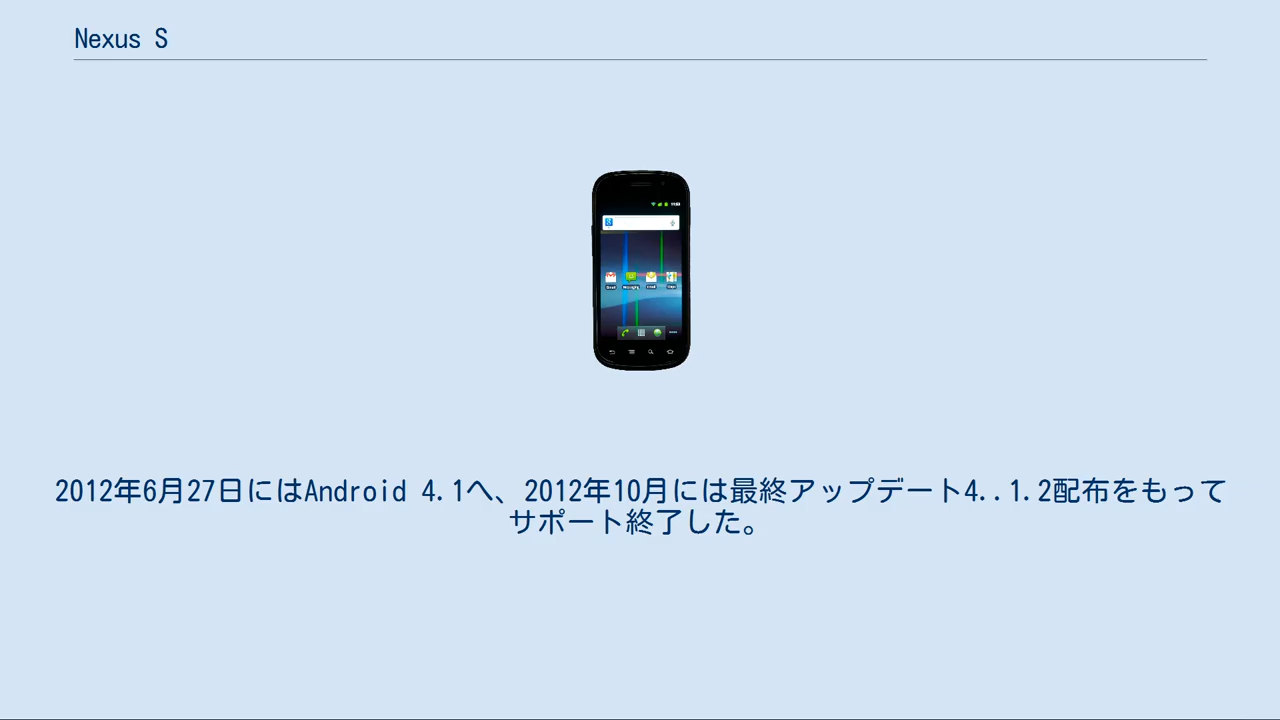 Nexus S
2012年6月27日にはAndroid 4.1へ、2012年10月には最終アップデート4..1.2配布をもって
サポート終了した。